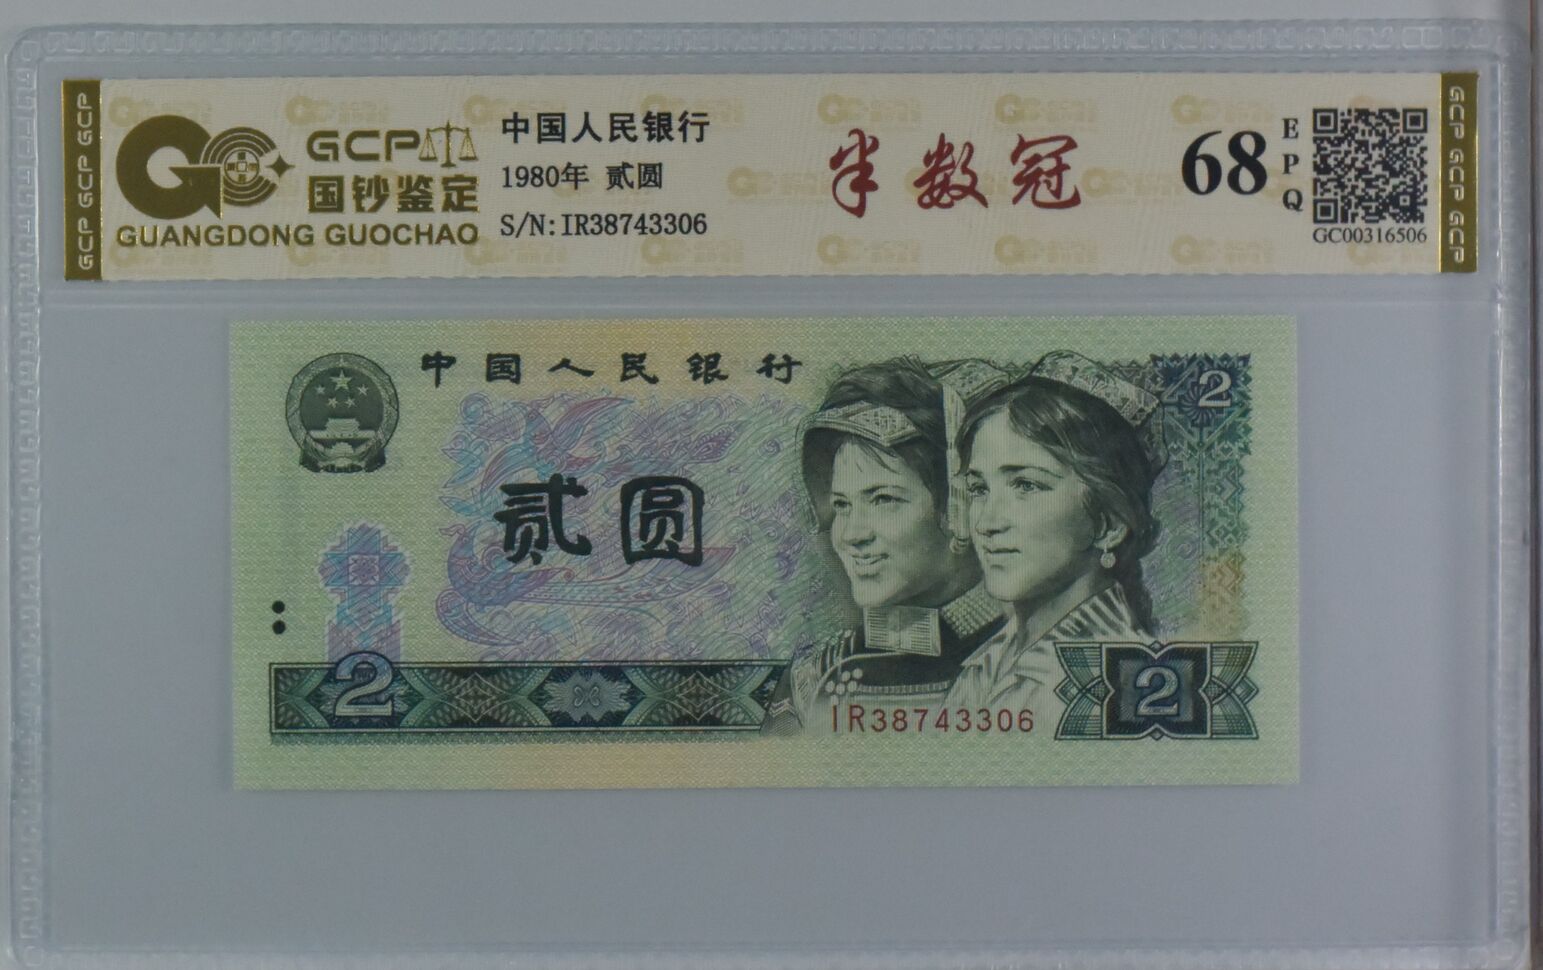 GCP GCP GCP
GCP
国钞鉴定
GUANGDONG GUOCHAO
中国人民银行
1980年 贰圆
S/N:IR38743306
半数冠
68
EPQ
GC00316506
GCP GCP GCP
中国人民银行
2
贰圆
2
IR38743306
2